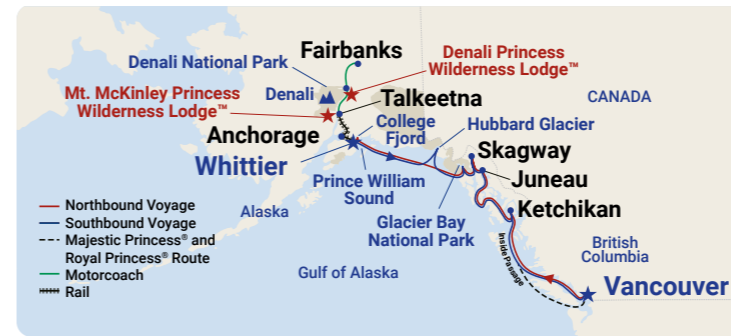 Fairbanks
Denali National Park
Denali Princess
Wilderness Lodge™
Mt. McKinley Princess
Wilderness Lodge™
Denali
Talkeetna
CANADA
Anchorage
College
Fjord
Hubbard Glacier
Whittier
Skagway
Prince William
Sound
Juneau
Ketchikan
Glacier Bay
National Park
Alaska
Gulf of Alaska
Inside Passage
British
Columbia
Vancouver
Northbound Voyage
Southbound Voyage
Majestic Princess® and
Royal Princess® Route
Motorcoach
Rail